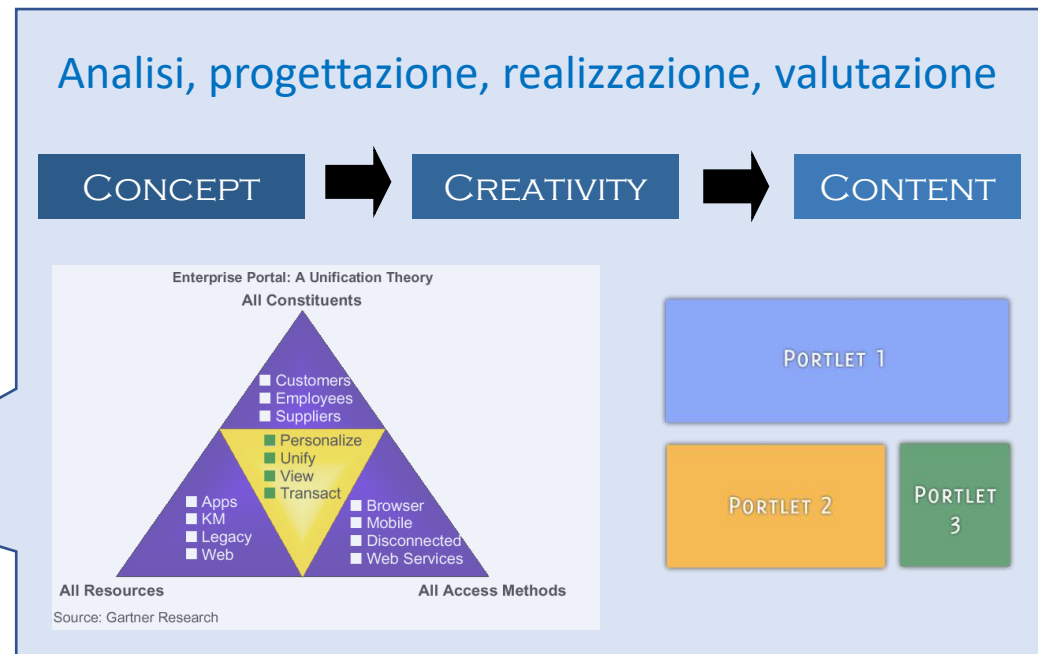 Analisi, progettazione, realizzazione, valutazione
CONCEPT
CREATIVITY
CONTENT
Enterprise Portal: A Unification Theory
All Constituents
Customers
Employees
Suppliers
Personalize
Unify
View
Transact
Apps
KM
Legacy
Web
Browser
Mobile
Disconnected
Web Services
All Resources
All Access Methods
Source: Gartner Research
PORTLET 1
PORTLET 2
PORTLET
3